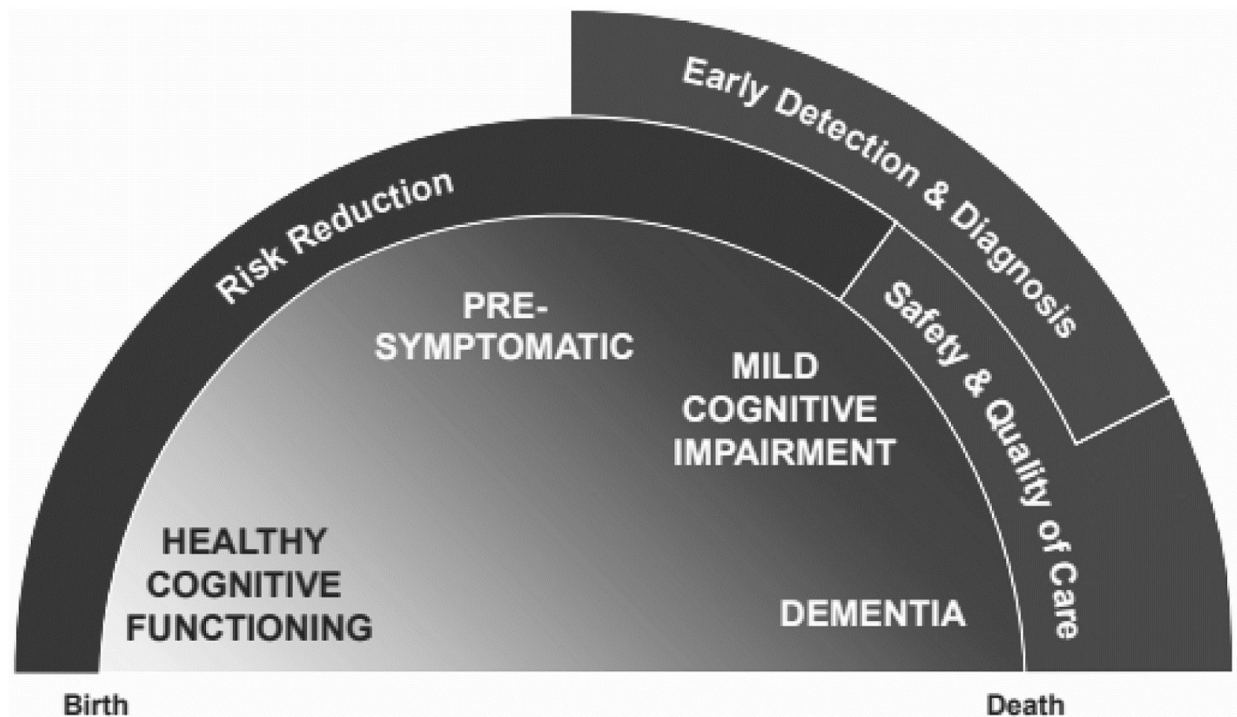 Early Detection & Diagnosis
Risk Reduction
Safety & Quality of Care
PRE-
SYMPTOMATIC
MILD
COGNITIVE
IMPAIRMENT
HEALTHY
COGNITIVE
FUNCTIONING
DEMENTIA
Birth
Death